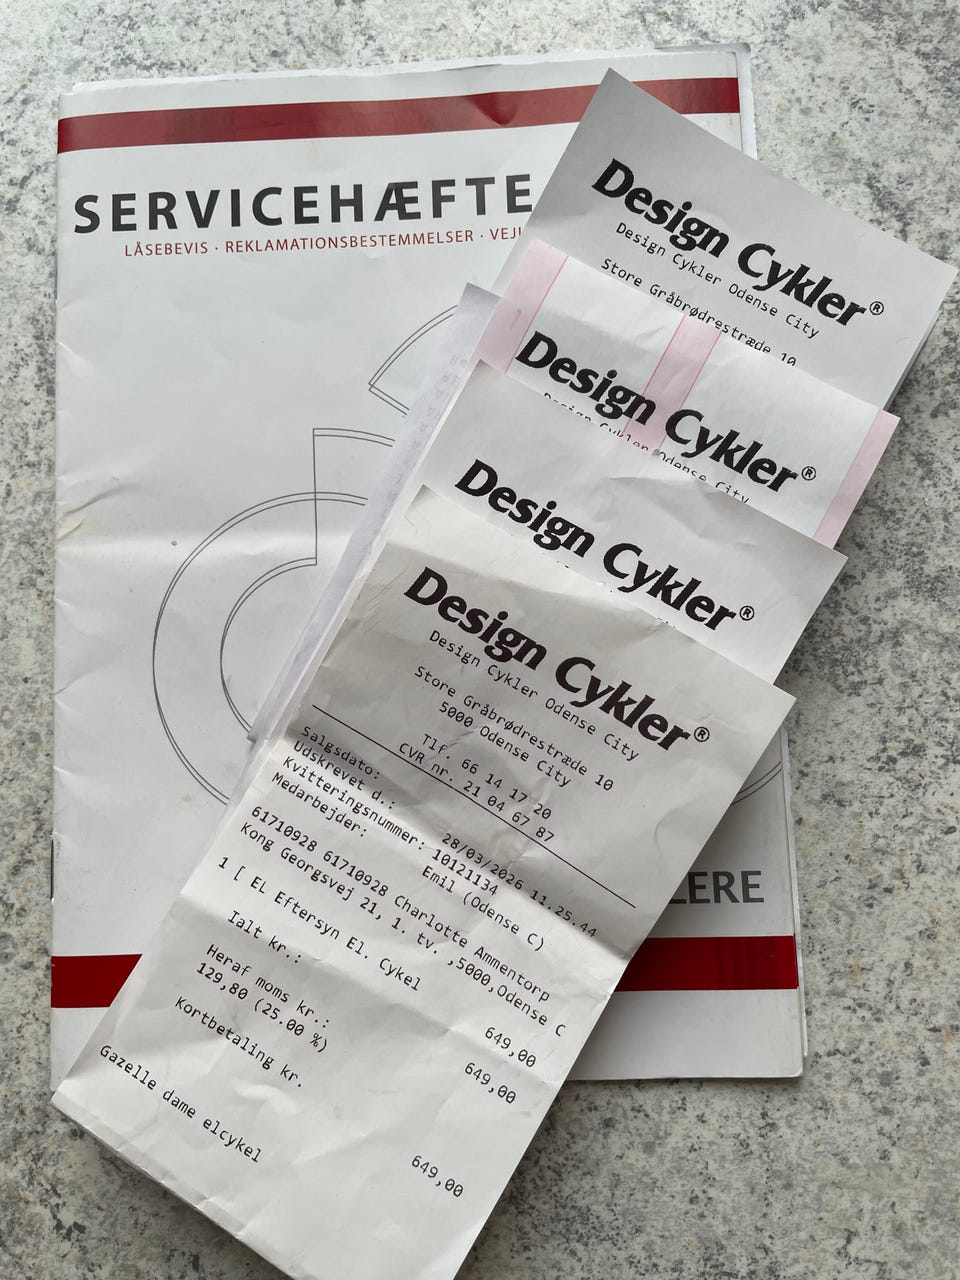 SERVICEHÆFTE
LÅSEBEVIS · REKLAMATIONSBESTEMMELSER ·
LERE
Design Cykler®
Design Cykler Odense City
Store Gråbrødrestræde 10
Design Cykler®
Design Cykler Odense City
Design Cykler®
Design Cykler®
Design Cykler Odense City
Store Gråbrødrestræde 10
5000 Odense City
Tlf. 66 14 17 20
CVR nr. 21 04 67 87
Salgsdato:
Udskrevet d.: 28/03/2026 11.25.44
Kvitteringsnummer: 10121134
Medarbejder: Emil (Odense C)
61710928 61710928 Charlotte Ammentorp
Kong Georgsvej 21, 1. tv. ,5000,Odense C
1 [ EL Eftersyn El. Cykel
649,00
Ialt kr.: 649,00
Heraf moms kr.:
129,80 (25.00 %)
Kortbetaling kr. 649,00
Gazelle dame elcykel